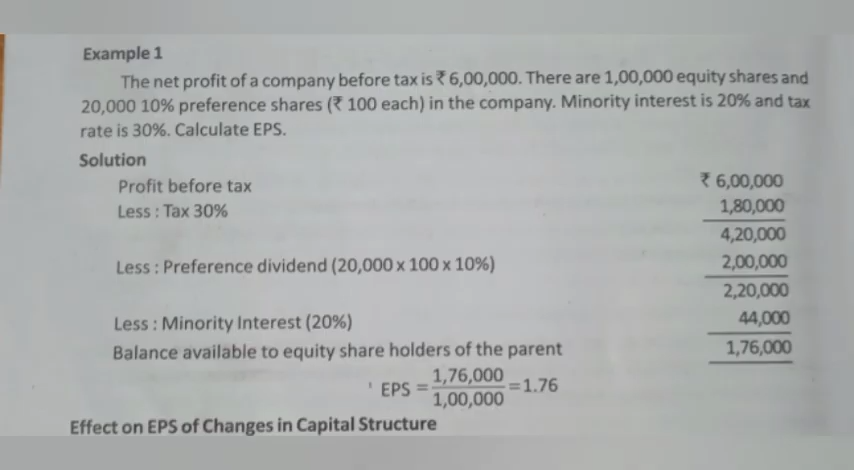 Example 1
The net profit of a company before tax is ₹ 6,00,000. There are 1,00,000 equity shares and
20,000 10% preference shares (₹ 100 each) in the company. Minority interest is 20% and tax
rate is 30%. Calculate EPS.
Solution
Profit before tax ₹ 6,00,000
Less : Tax 30% 1,80,000
4,20,000
Less : Preference dividend (20,000 x 100 x 10%) 2,00,000
2,20,000
Less : Minority Interest (20%) 44,000
Balance available to equity share holders of the parent 1,76,000
EPS = 1,76,000 / 1,00,000 = 1.76
Effect on EPS of Changes in Capital Structure